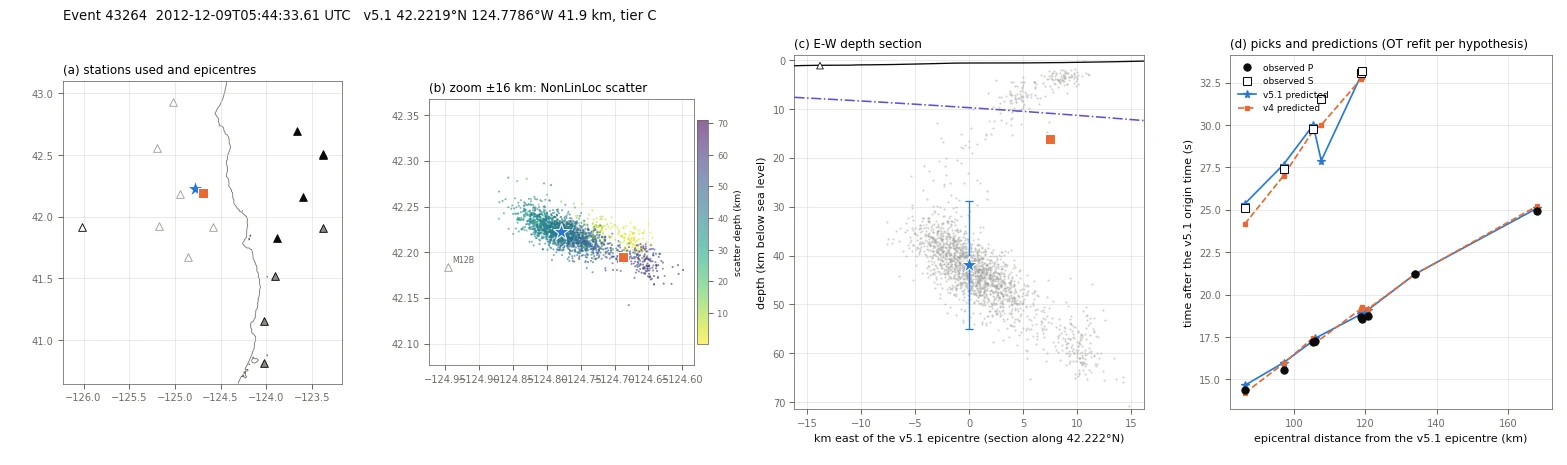 Event 43264  2012-12-09T05:44:33.61 UTC   v5.1 42.2219°N 124.7786°W 41.9 km, tier C
(a) stations used and epicentres
43.0
42.5
42.0
41.5
41.0
−126.0 −125.5 −125.0 −124.5 −124.0 −123.5
(b) zoom ±16 km: NonLinLoc scatter
42.35
42.30
42.25
42.20
42.15
42.10
M12B
−124.95 −124.90 −124.85 −124.80 −124.75 −124.70 −124.65 −124.60
70
60
50
40
30
20
10
scatter depth (km)
(c) E-W depth section
0
10
20
30
40
50
60
70
depth (km below sea level)
−15 −10 −5 0 5 10 15
km east of the v5.1 epicentre (section along 42.222°N)
(d) picks and predictions (OT refit per hypothesis)
observed P
observed S
v5.1 predicted
v4 predicted
32.5
30.0
27.5
25.0
22.5
20.0
17.5
15.0
time after the v5.1 origin time (s)
100 120 140 160
epicentral distance from the v5.1 epicentre (km)